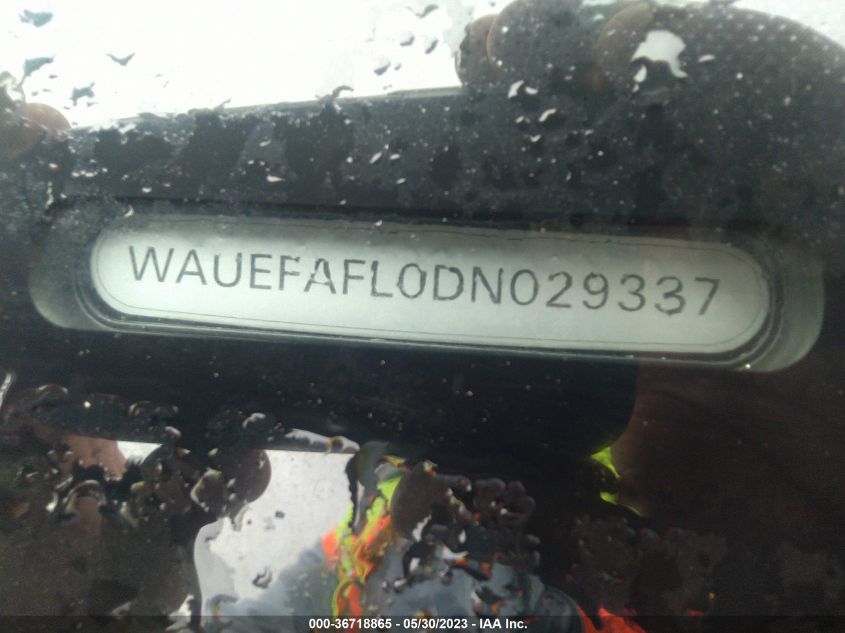 WAUEFAFL0DN029337
000-36718865 - 05/30/2023 - IAA Inc.